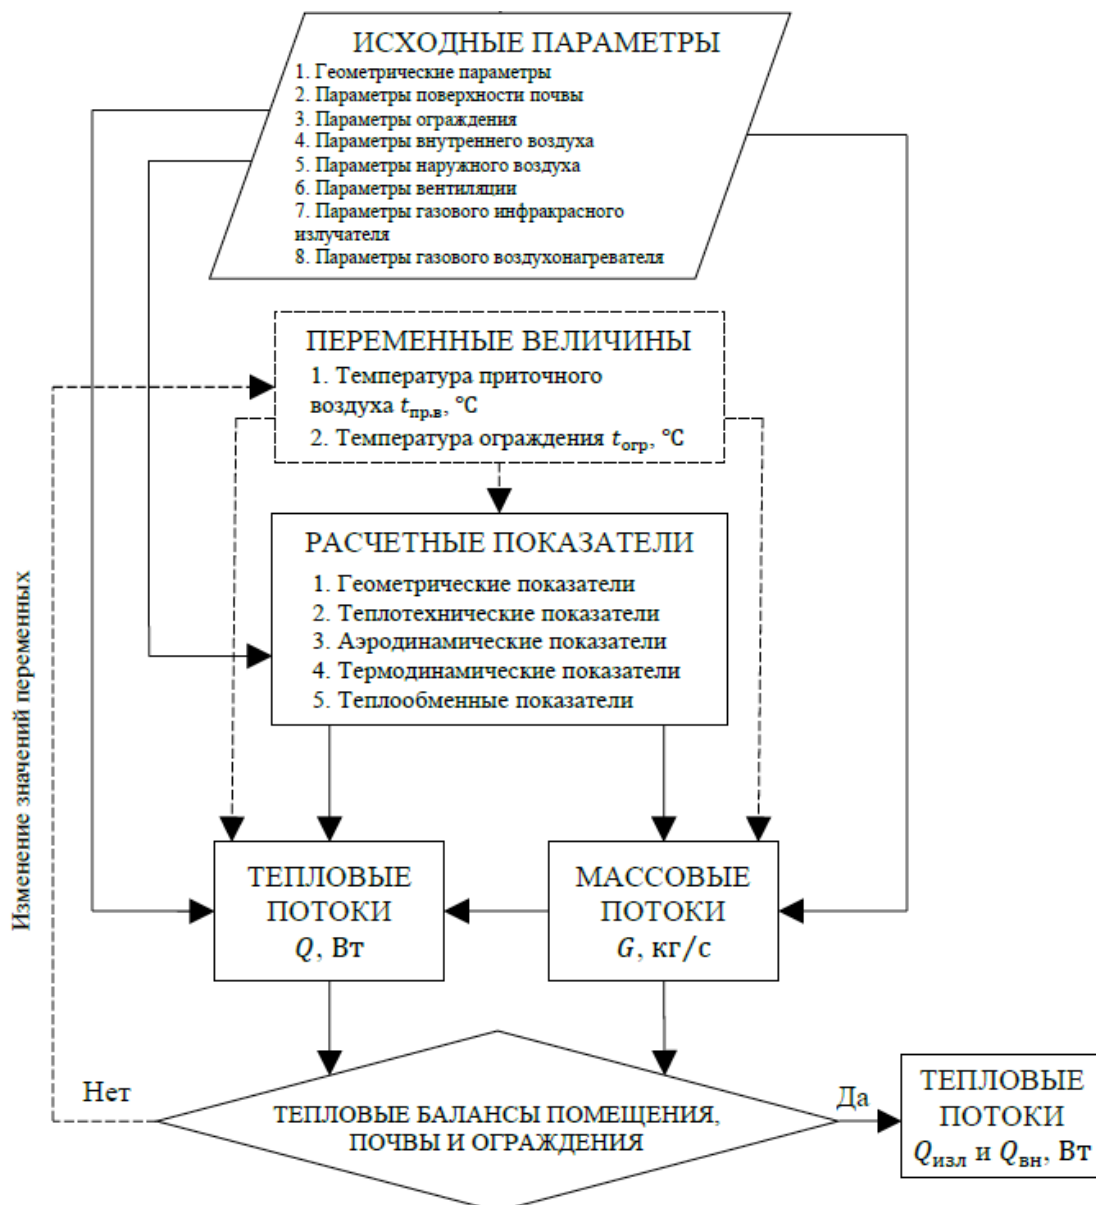 ИСХОДНЫЕ ПАРАМЕТРЫ
1. Геометрические параметры
2. Параметры поверхности почвы
3. Параметры ограждения
4. Параметры внутреннего воздуха
5. Параметры наружного воздуха
6. Параметры вентиляции
7. Параметры газового инфракрасного
излучателя
8. Параметры газового воздухонагревателя
ПЕРЕМЕННЫЕ ВЕЛИЧИНЫ
1. Температура приточного
воздуха tпр.в, °С
2. Температура ограждения tогр, °С
РАСЧЕТНЫЕ ПОКАЗАТЕЛИ
1. Геометрические показатели
2. Теплотехнические показатели
3. Аэродинамические показатели
4. Термодинамические показатели
5. Теплообменные показатели
Изменение значений переменных
ТЕПЛОВЫЕ
ПОТОКИ
Q, Вт
МАССОВЫЕ
ПОТОКИ
G, кг/с
Нет
ТЕПЛОВЫЕ БАЛАНСЫ ПОМЕЩЕНИЯ,
ПОЧВЫ И ОГРАЖДЕНИЯ
Да
ТЕПЛОВЫЕ
ПОТОКИ
Qизл и Qвн, Вт